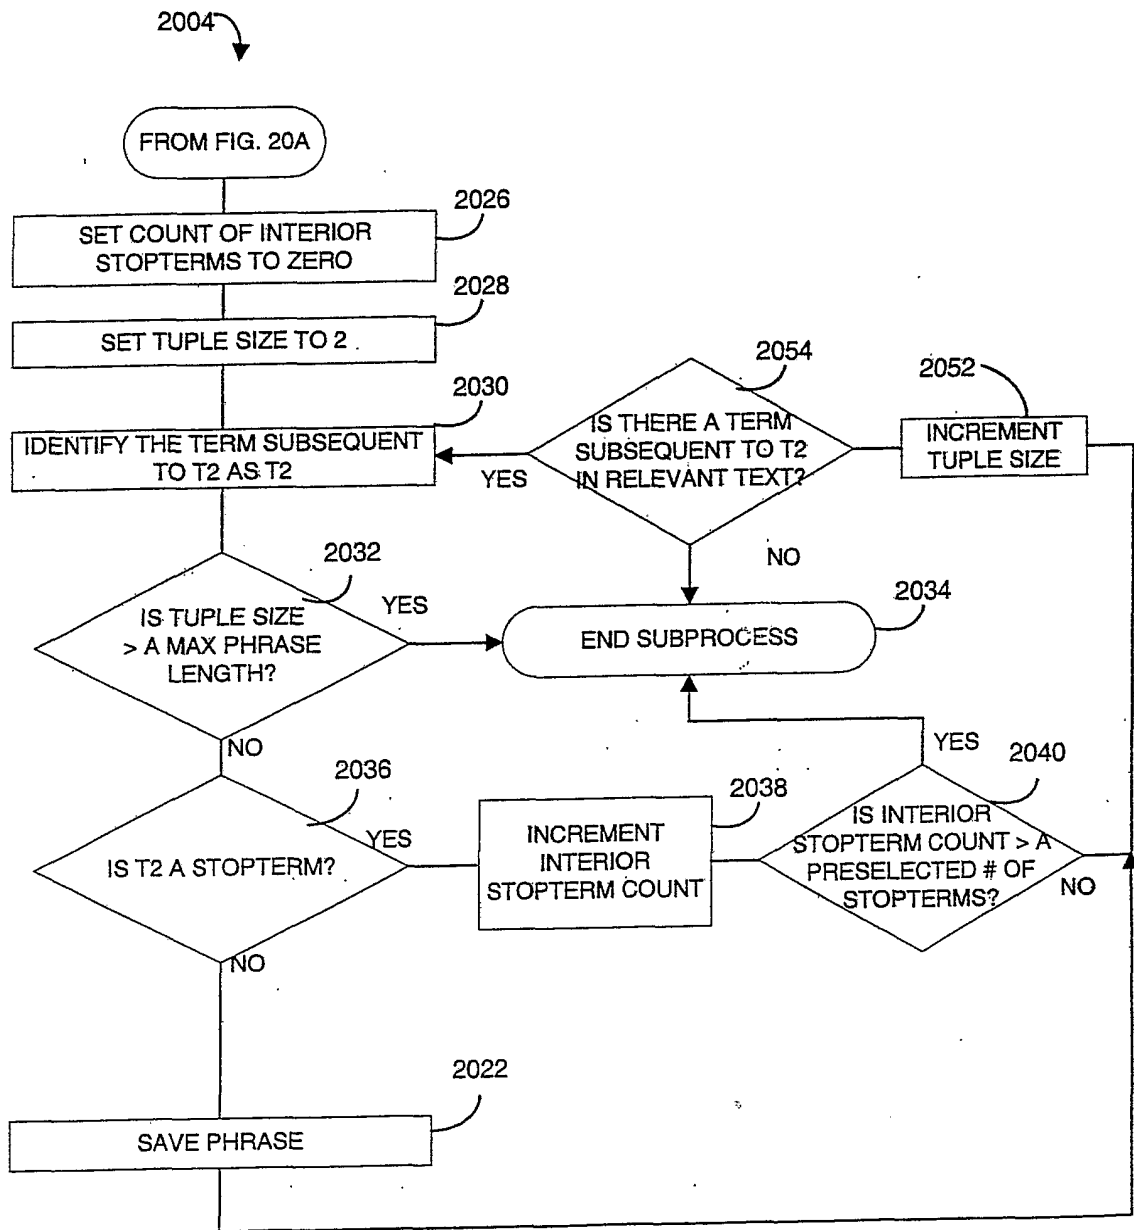 2004
FROM FIG. 20A
2026
SET COUNT OF INTERIOR
STOPTERMS TO ZERO
2028
SET TUPLE SIZE TO 2
2030
IDENTIFY THE TERM SUBSEQUENT
TO T2 AS T2
2054
IS THERE A TERM
SUBSEQUENT TO T2
IN RELEVANT TEXT?
YES
NO
2052
INCREMENT
TUPLE SIZE
2032
IS TUPLE SIZE
> A MAX PHRASE
LENGTH?
YES
NO
2034
END SUBPROCESS
2036
IS T2 A STOPTERM?
YES
NO
2038
INCREMENT
INTERIOR
STOPTERM COUNT
YES
2040
IS INTERIOR
STOPTERM COUNT > A
PRESELECTED # OF
STOPTERMS?
NO
2022
SAVE PHRASE